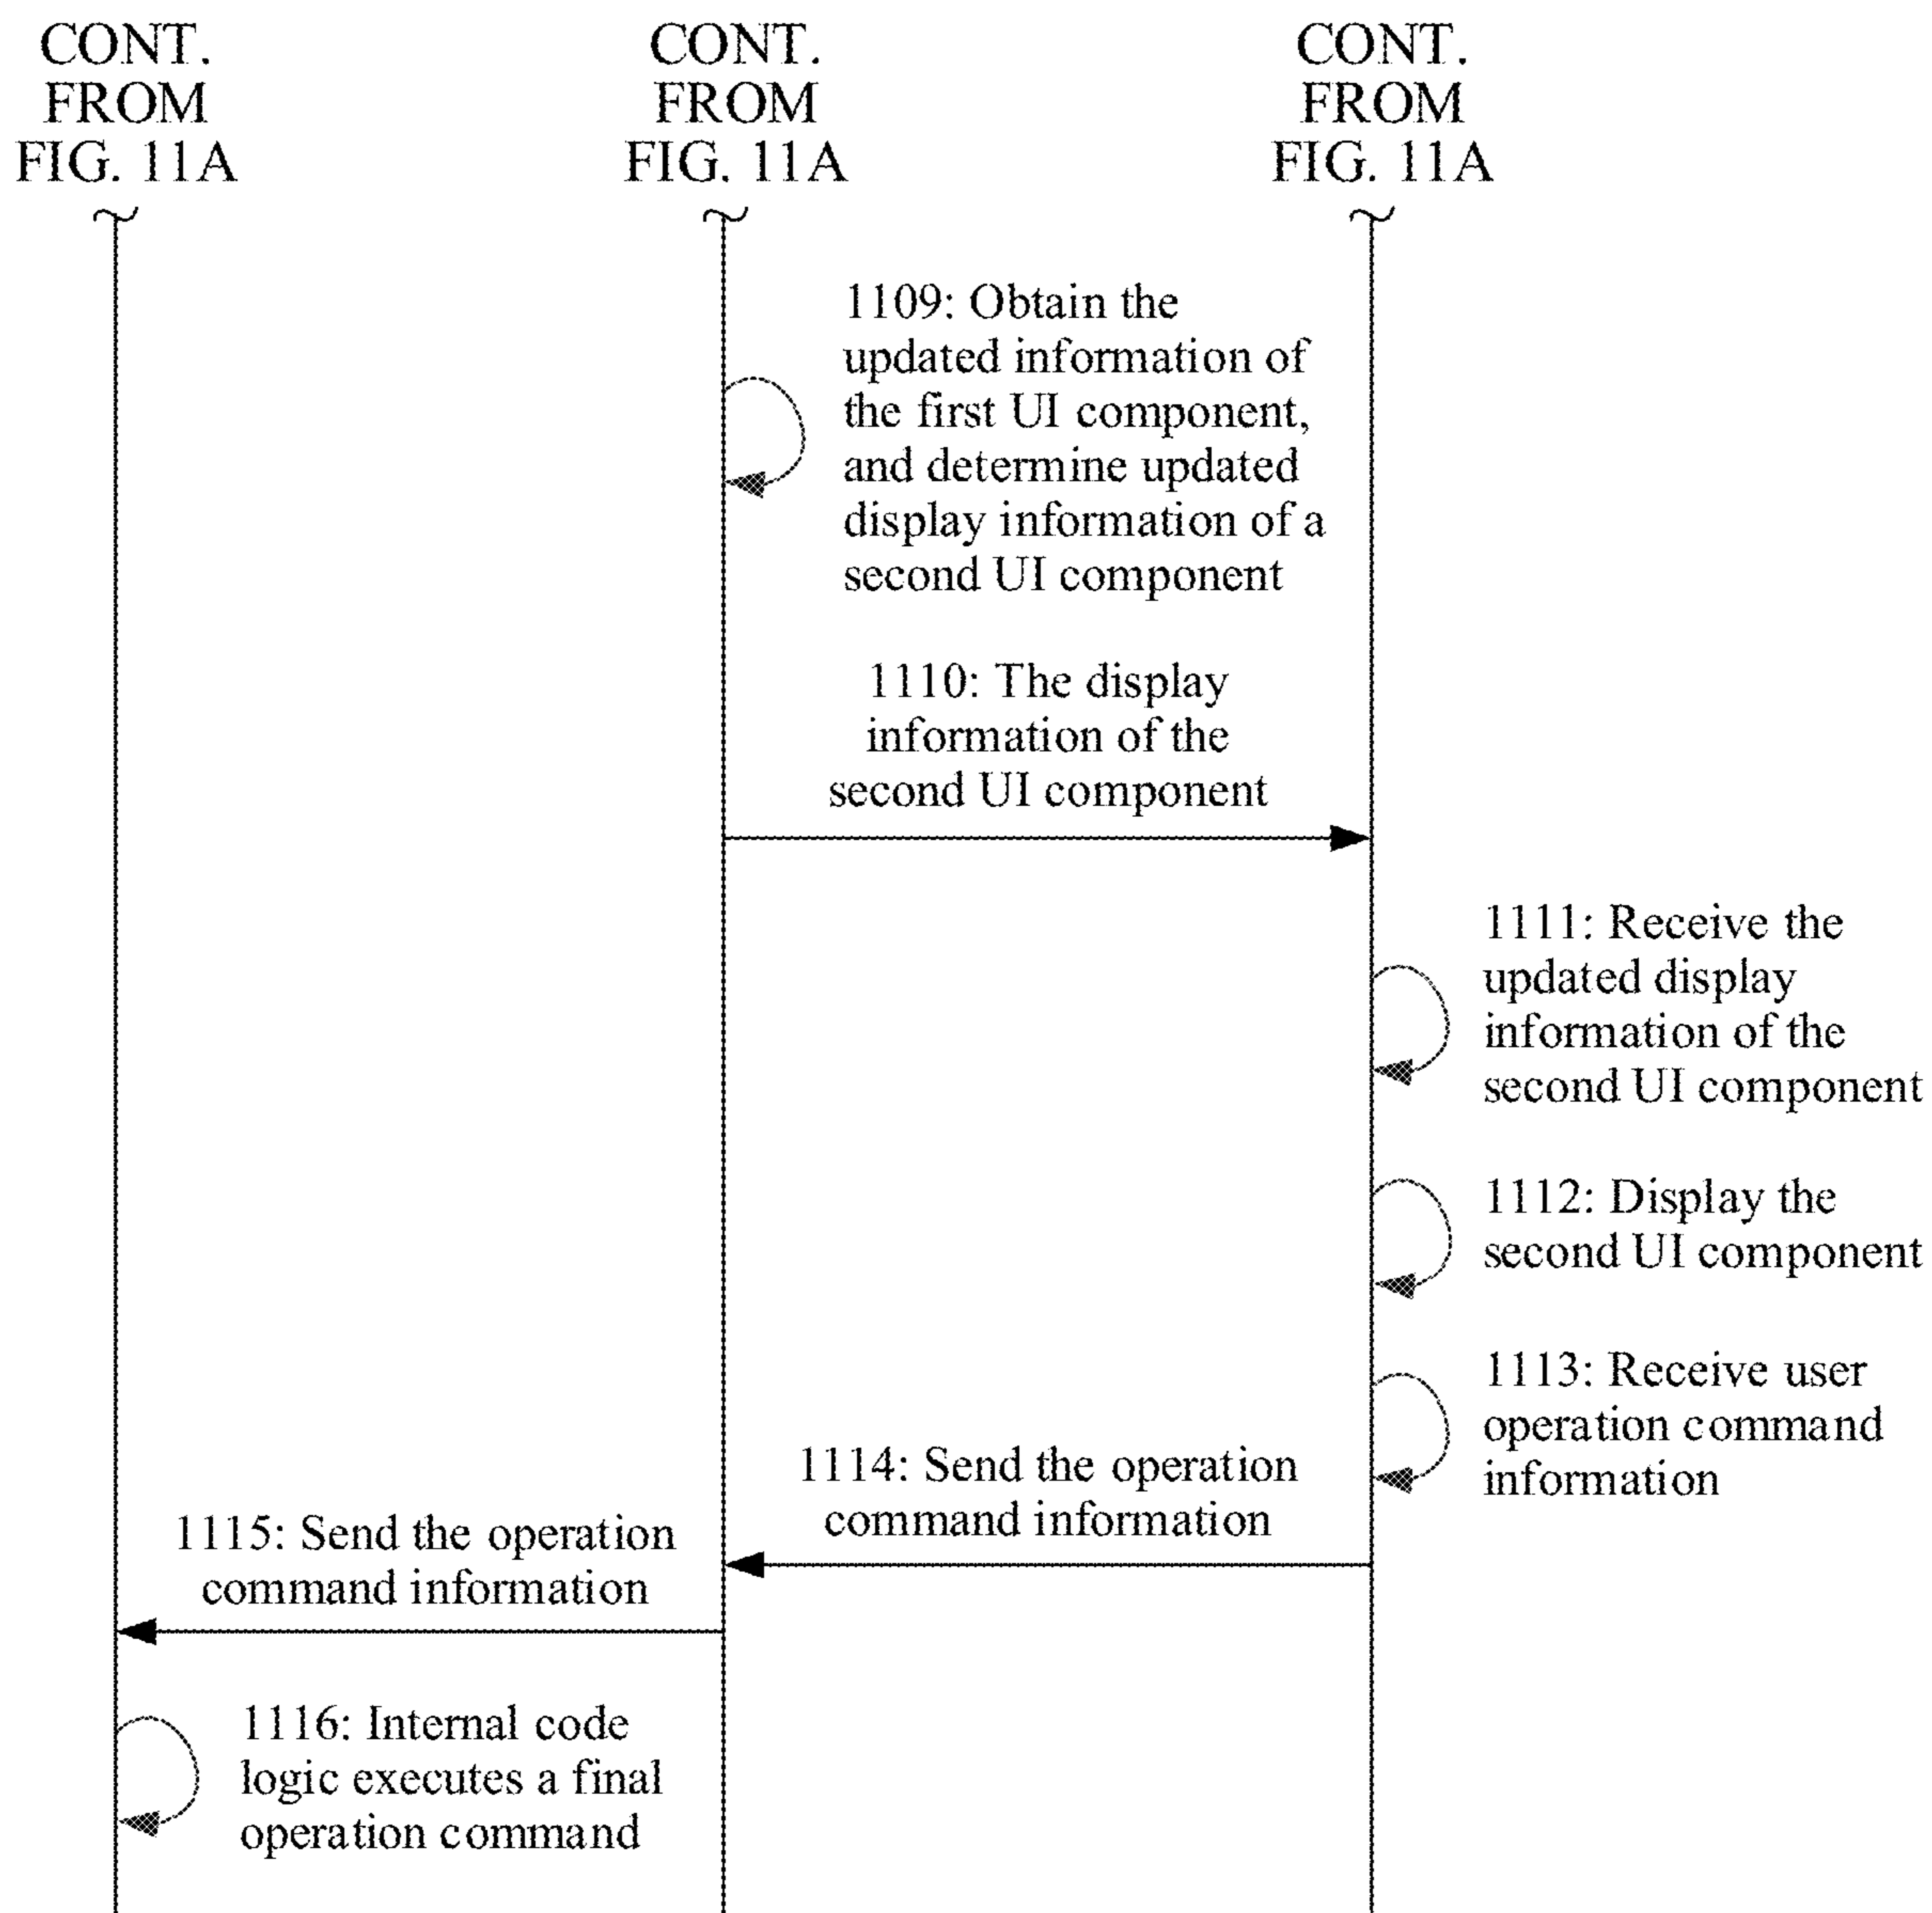 CONT.
FROM
FIG. 11A
CONT.
FROM
FIG. 11A
CONT.
FROM
FIG. 11A
1109: Obtain the
updated information of
the first UI component,
and determine updated
display information of a
second UI component
1110: The display
information of the
second UI component
1111: Receive the
updated display
information of the
second UI component
1112: Display the
second UI component
1113: Receive user
operation command
information
1114: Send the operation
command information
1115: Send the operation
command information
1116: Internal code
logic executes a final
operation command